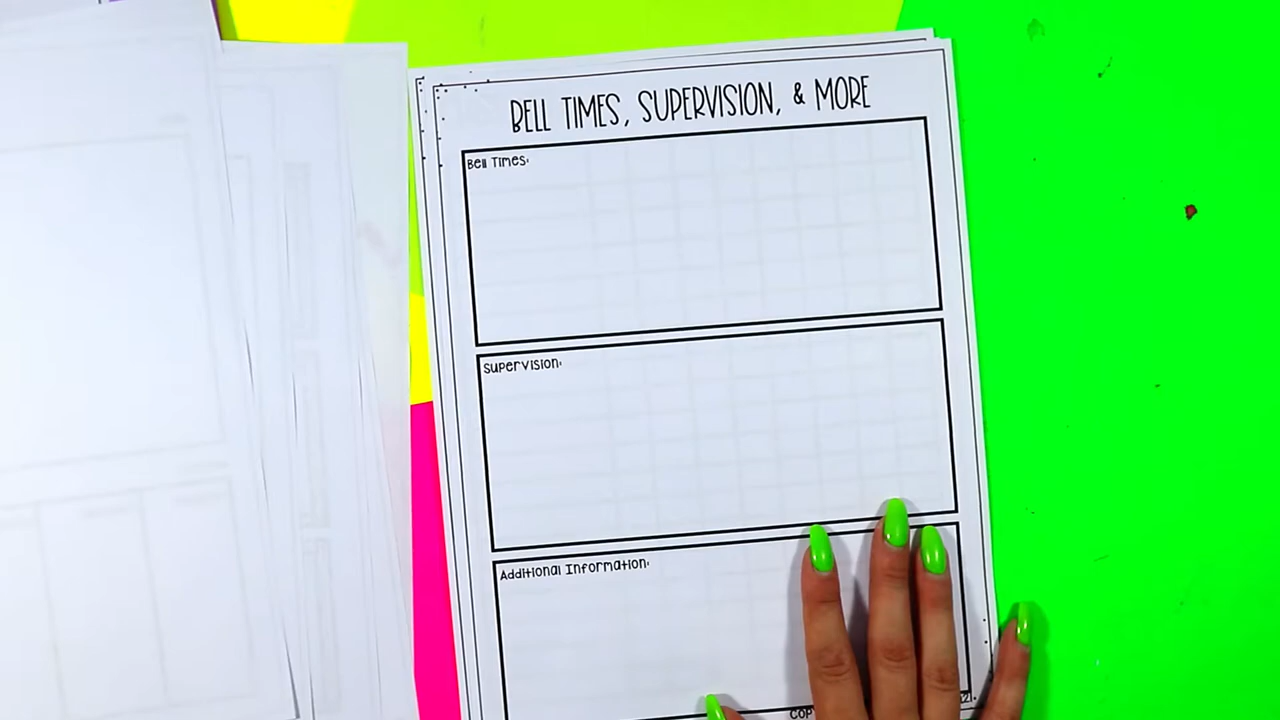 BELL TIMES, SUPERVISION, & MORE
Bell Times:
Supervision:
Additional Information: